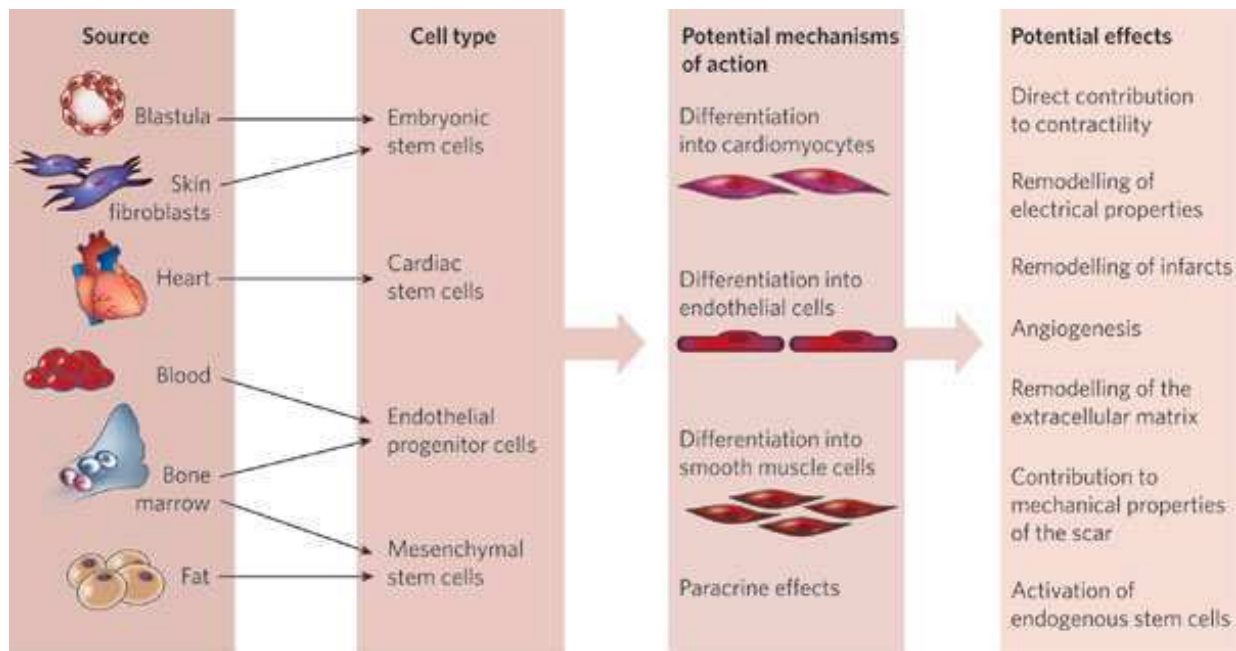 Source
Blastula
Skin
fibroblasts
Heart
Blood
Bone
marrow
Fat
Cell type
Embryonic
stem cells
Cardiac
stem cells
Endothelial
progenitor cells
Mesenchymal
stem cells
Potential mechanisms
of action
Differentiation
into cardiomyocytes
Differentiation into
endothelial cells
Differentiation into
smooth muscle cells
Paracrine effects
Potential effects
Direct contribution
to contractility
Remodelling of
electrical properties
Remodelling of infarcts
Angiogenesis
Remodelling of the
extracellular matrix
Contribution to
mechanical properties
of the scar
Activation of
endogenous stem cells